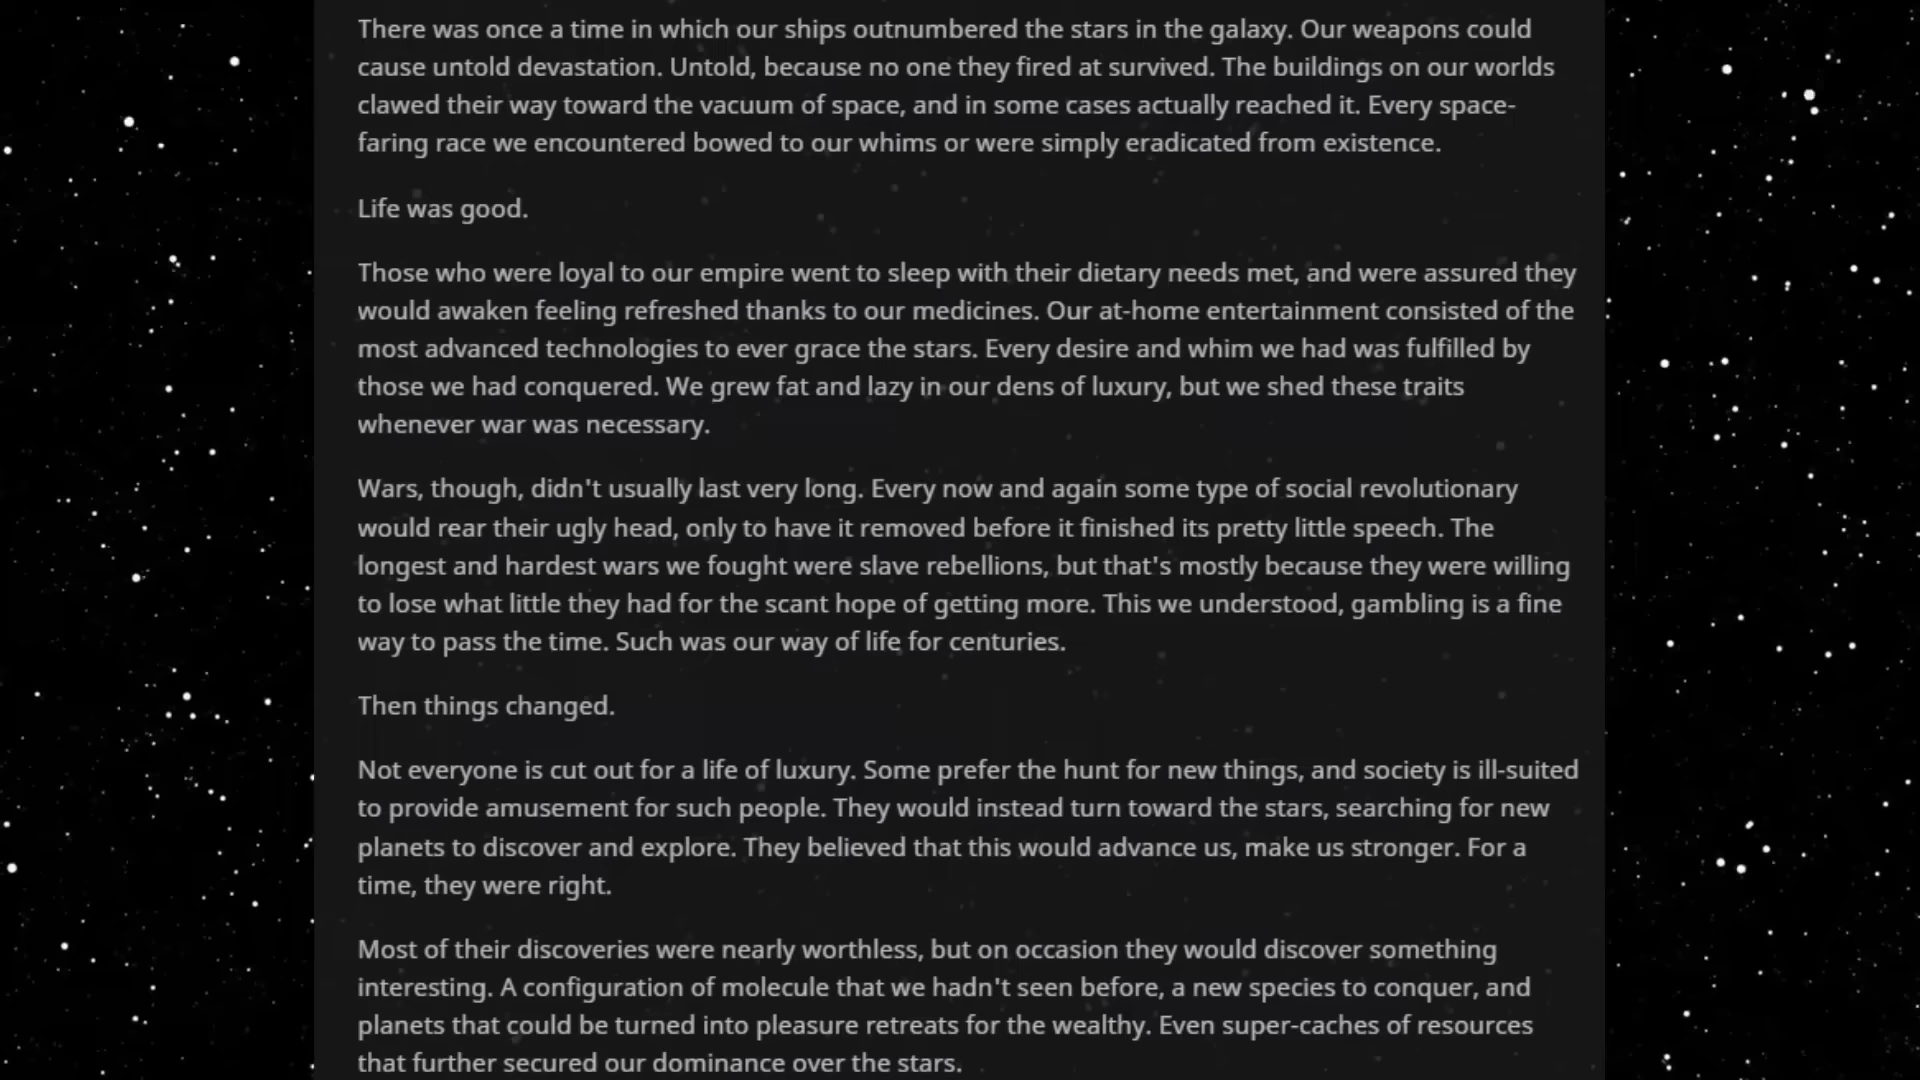 There was once a time in which our ships outnumbered the stars in the galaxy. Our weapons could
cause untold devastation. Untold, because no one they fired at survived. The buildings on our worlds
clawed their way toward the vacuum of space, and in some cases actually reached it. Every space-
faring race we encountered bowed to our whims or were simply eradicated from existence.
Life was good.
Those who were loyal to our empire went to sleep with their dietary needs met, and were assured they
would awaken feeling refreshed thanks to our medicines. Our at-home entertainment consisted of the
most advanced technologies to ever grace the stars. Every desire and whim we had was fulfilled by
those we had conquered. We grew fat and lazy in our dens of luxury, but we shed these traits
whenever war was necessary.
Wars, though, didn't usually last very long. Every now and again some type of social revolutionary
would rear their ugly head, only to have it removed before it finished its pretty little speech. The
longest and hardest wars we fought were slave rebellions, but that's mostly because they were willing
to lose what little they had for the scant hope of getting more. This we understood, gambling is a fine
way to pass the time. Such was our way of life for centuries.
Then things changed.
Not everyone is cut out for a life of luxury. Some prefer the hunt for new things, and society is ill-suited
to provide amusement for such people. They would instead turn toward the stars, searching for new
planets to discover and explore. They believed that this would advance us, make us stronger. For a
time, they were right.
Most of their discoveries were nearly worthless, but on occasion they would discover something
interesting. A configuration of molecule that we hadn't seen before, a new species to conquer, and
planets that could be turned into pleasure retreats for the wealthy. Even super-caches of resources
that further secured our dominance over the stars.